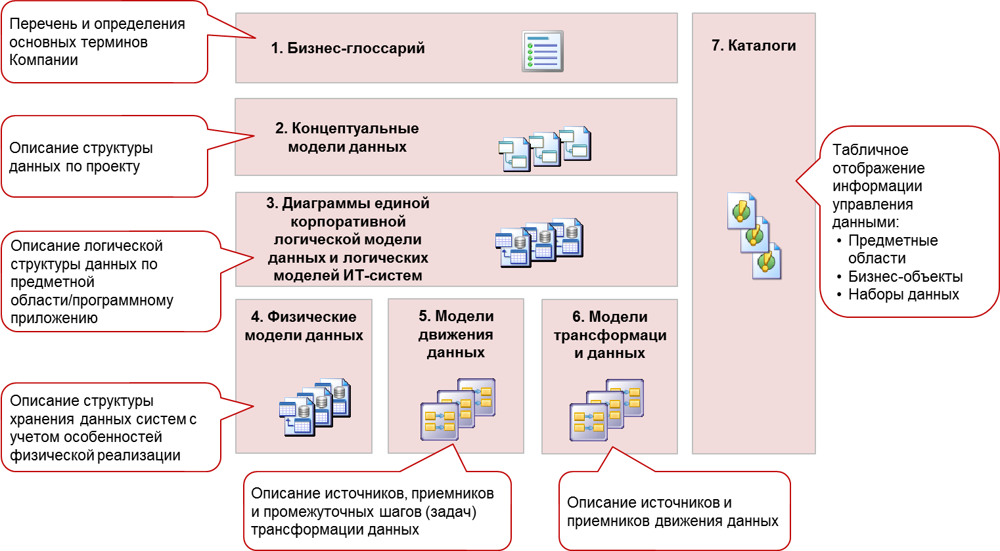 Перечень и определения
основных терминов
Компании
1. Бизнес-глоссарий
7. Каталоги
2. Концептуальные
модели данных
Описание структуры
данных по проекту
Табличное
отображение
информации
управления
данными:
• Предметные
области
• Бизнес-объекты
• Наборы данных
3. Диаграммы единой
корпоративной
логической модели
данных и логических
моделей ИТ-систем
Описание логической
структуры данных по
предметной
области/программному
приложению
4. Физические
модели данных
5. Модели
движения
данных
6. Модели
трансформаци
и данных
Описание структуры
хранения данных систем с
учетом особенностей
физической реализации
Описание источников, приемников
и промежуточных шагов (задач)
трансформации данных
Описание источников и
приемников движения данных